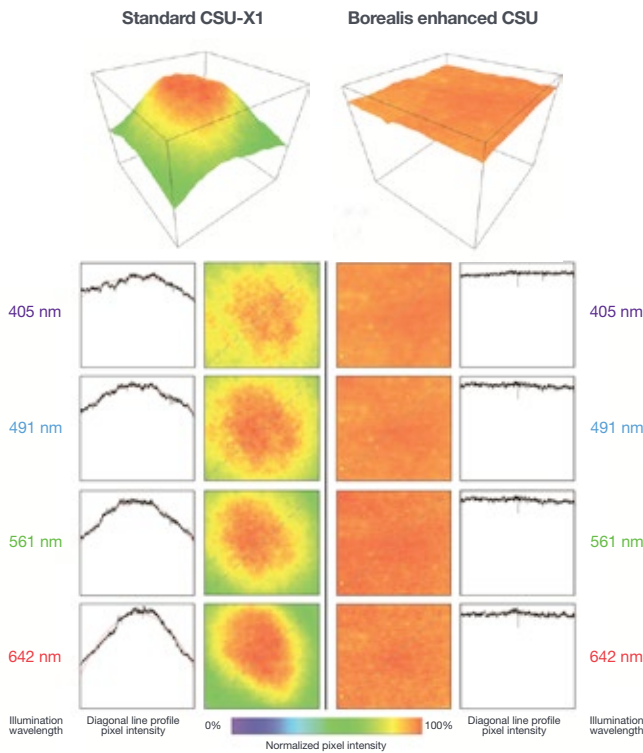 Standard CSU-X1
Borealis enhanced CSU
405 nm
405 nm
491 nm
491 nm
561 nm
561 nm
642 nm
642 nm
Illumination
wavelength
Diagonal line profile
pixel intensity
0%
100%
Normalized pixel intensity
Diagonal line profile
pixel intensity
Illumination
wavelength